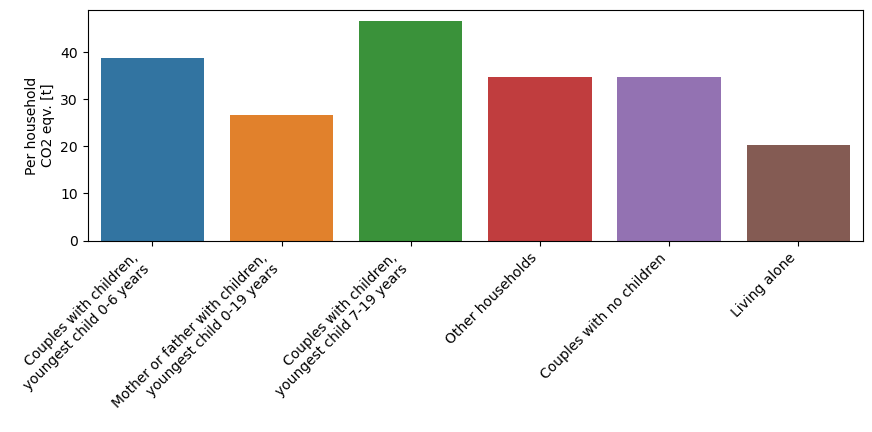 Per household
CO2 eqv. [t]
40
30
20
10
0
Couples with children,
youngest child 0-6 years
Mother or father with children,
youngest child 0-19 years
Couples with children,
youngest child 7-19 years
Other households
Couples with no children
Living alone